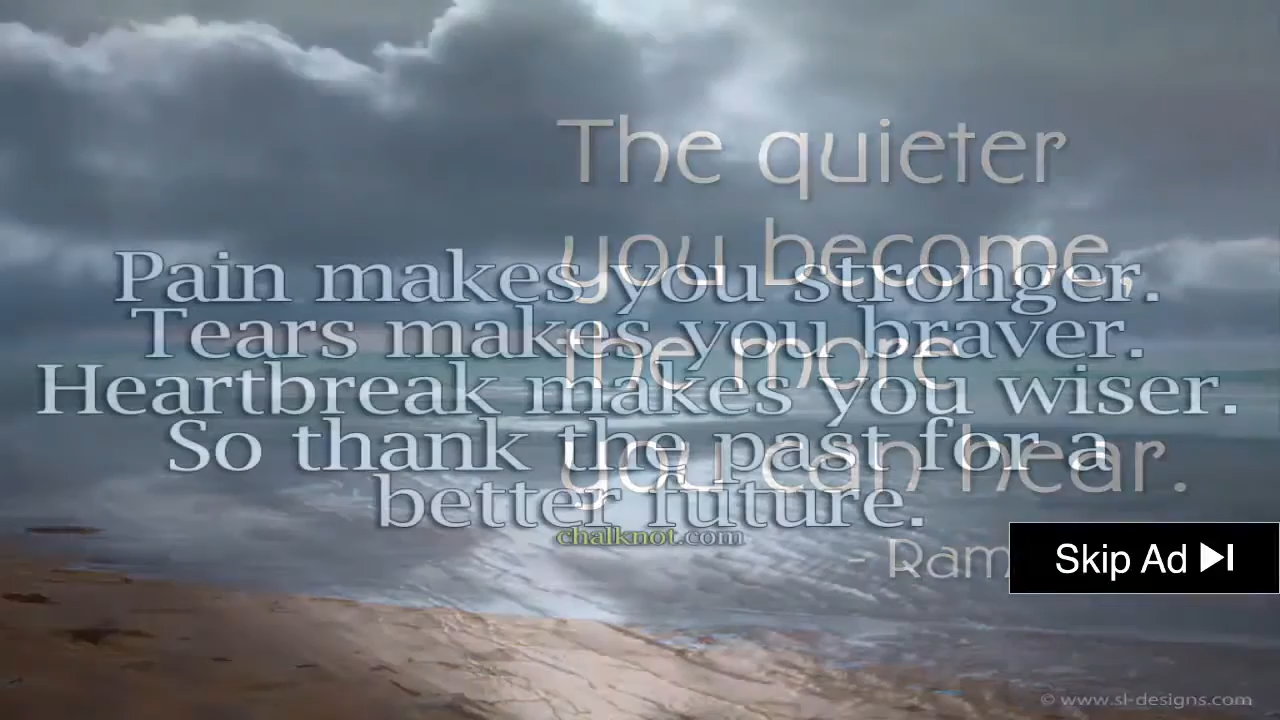 The quieter
you become,
the more
you can hear.
Pain makes you stronger.
Tears makes you braver.
Heartbreak makes you wiser.
So thank the past for a
better future.
chalknot.com
Skip Ad
© www.sl-designs.com